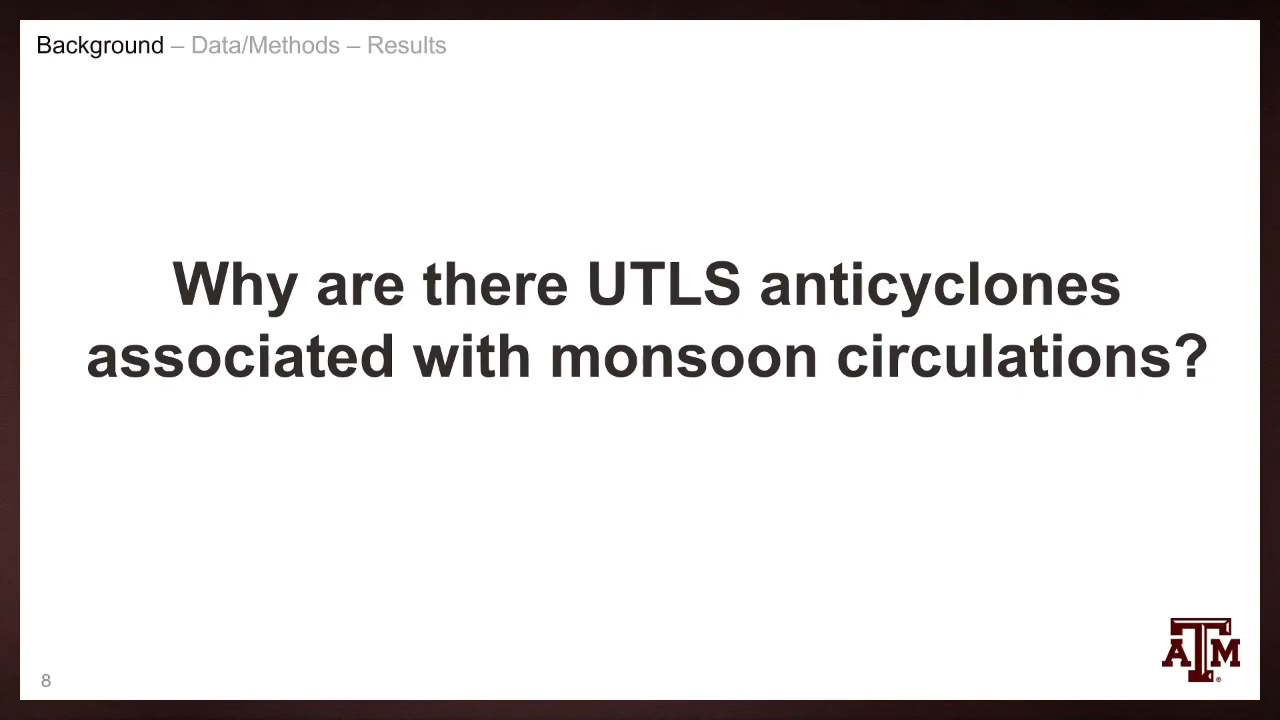 Background – Data/Methods – Results
Why are there UTLS anticyclones
associated with monsoon circulations?
ATM
®
8